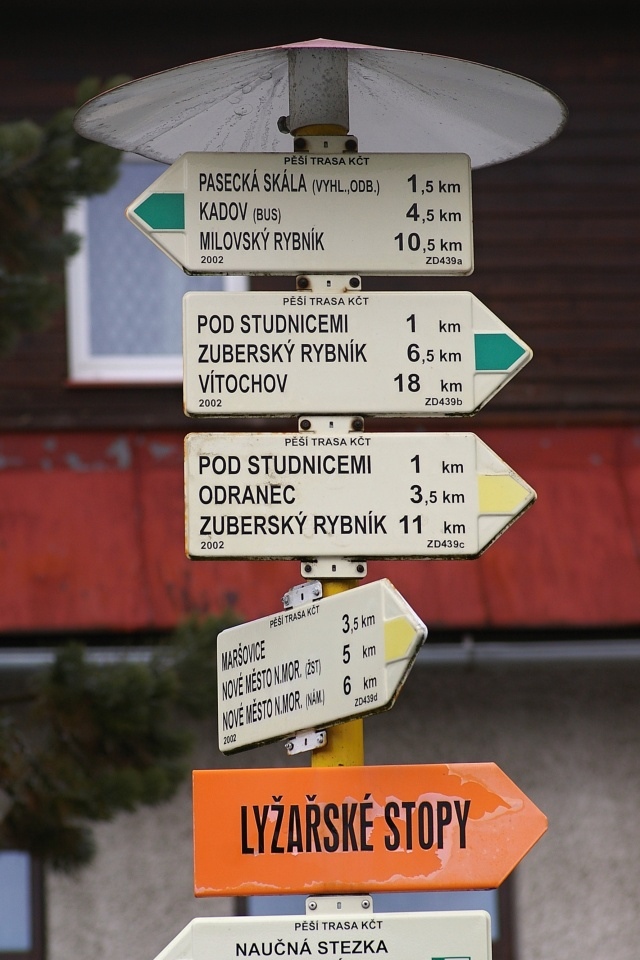 PĚŠÍ TRASA KČT
PASECKÁ SKÁLA (VYHL.,ODB.) 1,5 km
KADOV (BUS) 4,5 km
MILOVSKÝ RYBNÍK 10,5 km
2002 ZD439a
PĚŠÍ TRASA KČT
POD STUDNICEMI 1 km
ZUBERSKÝ RYBNÍK 6,5 km
VÍTOCHOV 18 km
2002 ZD439b
PĚŠÍ TRASA KČT
POD STUDNICEMI 1 km
ODRANEC 3,5 km
ZUBERSKÝ RYBNÍK 11 km
2002 ZD439c
PĚŠÍ TRASA KČT
MARŠOVICE 3,5 km
NOVÉ MĚSTO N.MOR. (ŽST) 5 km
NOVÉ MĚSTO N.MOR. (NÁM.) 6 km
2002 ZD439d
LYŽAŘSKÉ STOPY
PĚŠÍ TRASA KČT
NAUČNÁ STEZKA